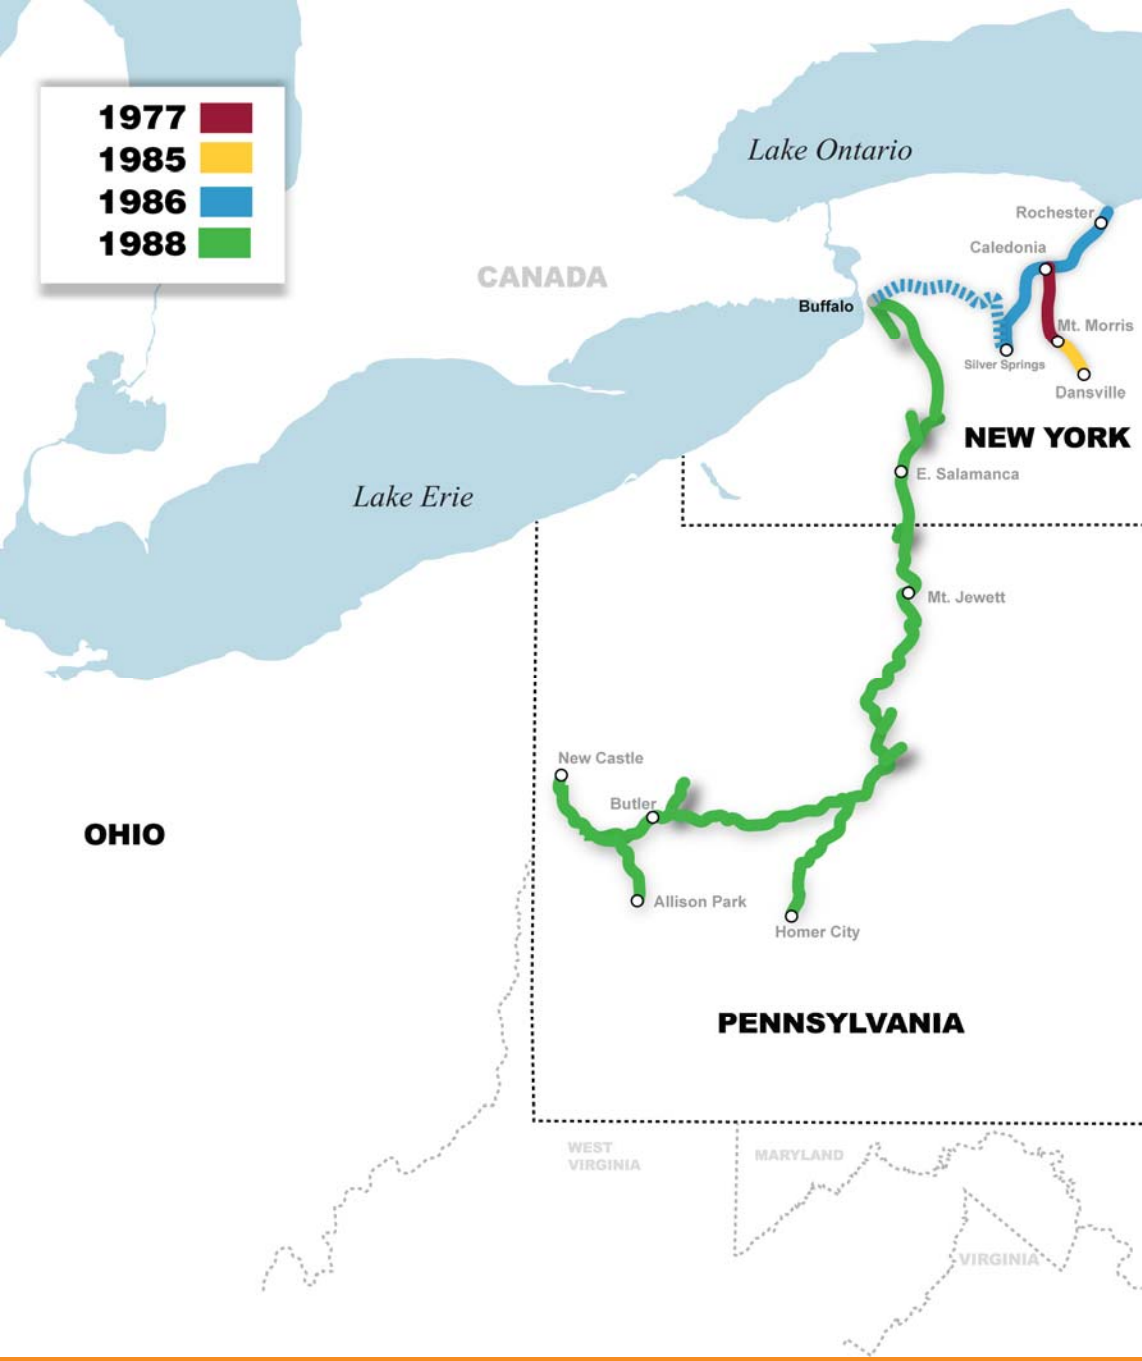 1977
1985
1986
1988
Lake Ontario
Rochester
Caledonia
CANADA
Buffalo
Mt. Morris
Silver Springs
Dansville
NEW YORK
E. Salamanca
Lake Erie
Mt. Jewett
New Castle
Butler
OHIO
Allison Park
Homer City
PENNSYLVANIA
WEST
VIRGINIA
MARYLAND
VIRGINIA